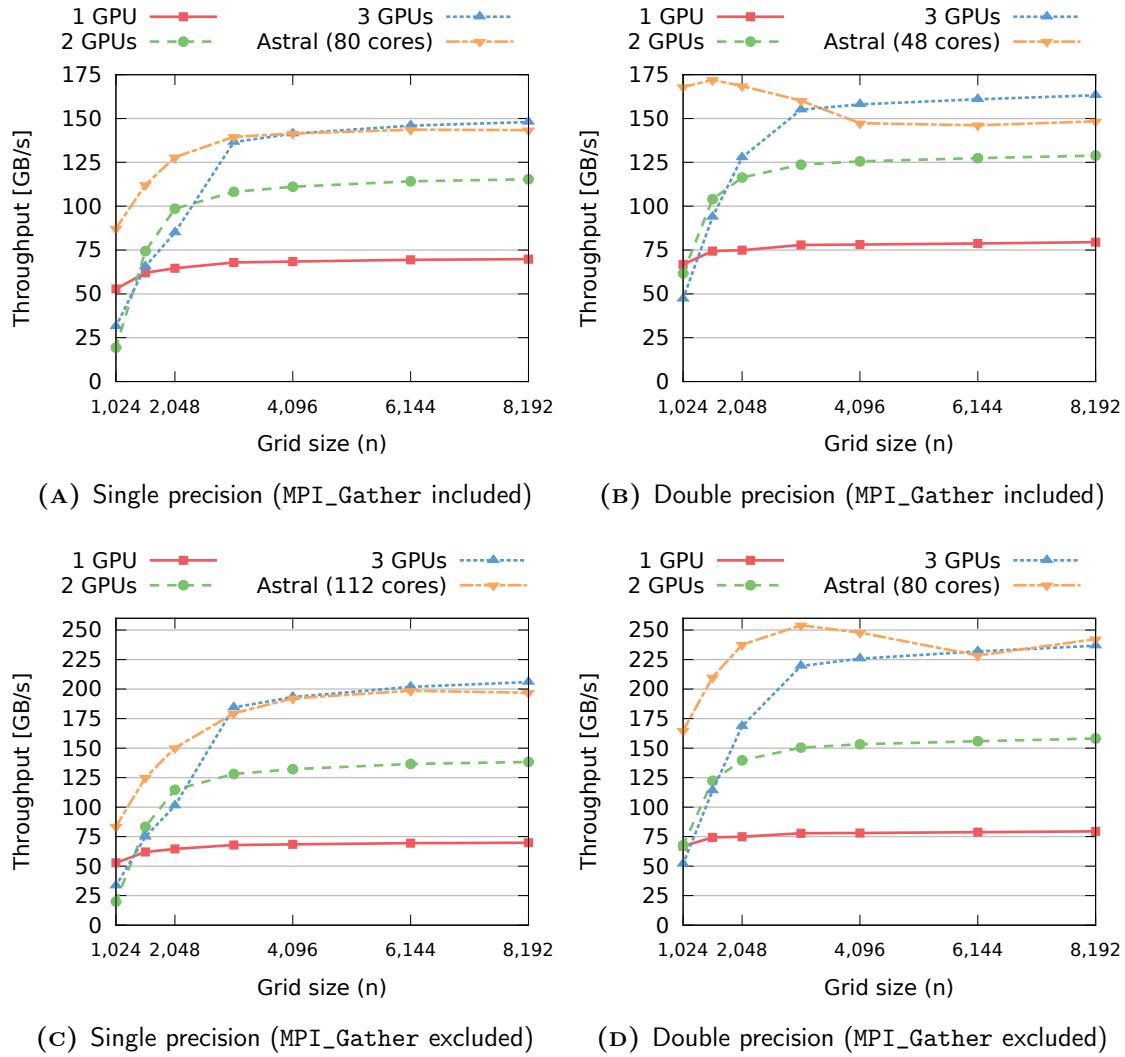 1 GPU
2 GPUs
3 GPUs
Astral (80 cores)
Throughput [GB/s]
175
150
125
100
75
50
25
0
1,024
2,048
4,096
6,144
8,192
Grid size (n)
(A) Single precision (MPI_Gather included)
1 GPU
2 GPUs
3 GPUs
Astral (48 cores)
Throughput [GB/s]
175
150
125
100
75
50
25
0
1,024
2,048
4,096
6,144
8,192
Grid size (n)
(B) Double precision (MPI_Gather included)
1 GPU
2 GPUs
3 GPUs
Astral (112 cores)
Throughput [GB/s]
250
225
200
175
150
125
100
75
50
25
0
1,024
2,048
4,096
6,144
8,192
Grid size (n)
(C) Single precision (MPI_Gather excluded)
1 GPU
2 GPUs
3 GPUs
Astral (80 cores)
Throughput [GB/s]
250
225
200
175
150
125
100
75
50
25
0
1,024
2,048
4,096
6,144
8,192
Grid size (n)
(D) Double precision (MPI_Gather excluded)